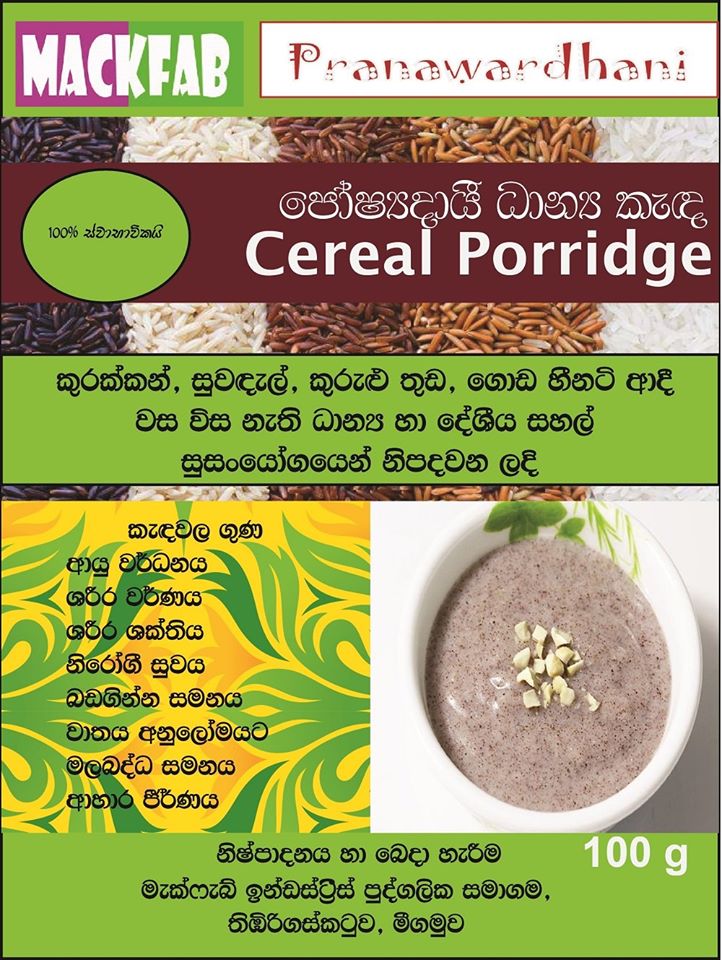 MACKFAB
Pranawardhani
100% ස්වාභාවිකයි
පෝෂ්‍යදායී ධාන්‍ය කැඳ
Cereal Porridge
කුරක්කන්, සුවඳැල්, කුරුළු තුඩ, ගොඩ හීනටි ආදී
වස විස නැති ධාන්‍ය හා දේශීය සහල්
සුසංයෝගයෙන් නිපදවන ලදි
කැඳවල ගුණ
ආයු වර්ධනය
ශරීර වර්ණය
ශරීර ශක්තිය
නිරෝගී සුවය
බඩගින්න සමනය
වාතය අනුලෝමයට
මලබද්ධ සමනය
ආහාර ජීර්ණය
100 g
නිෂ්පාදනය හා බෙදා හැරීම
මැක්ෆැබ් ඉන්ඩස්ට්‍රීස් පුද්ගලික සමාගම,
තිඹිරිගස්කටුව, මීගමුව